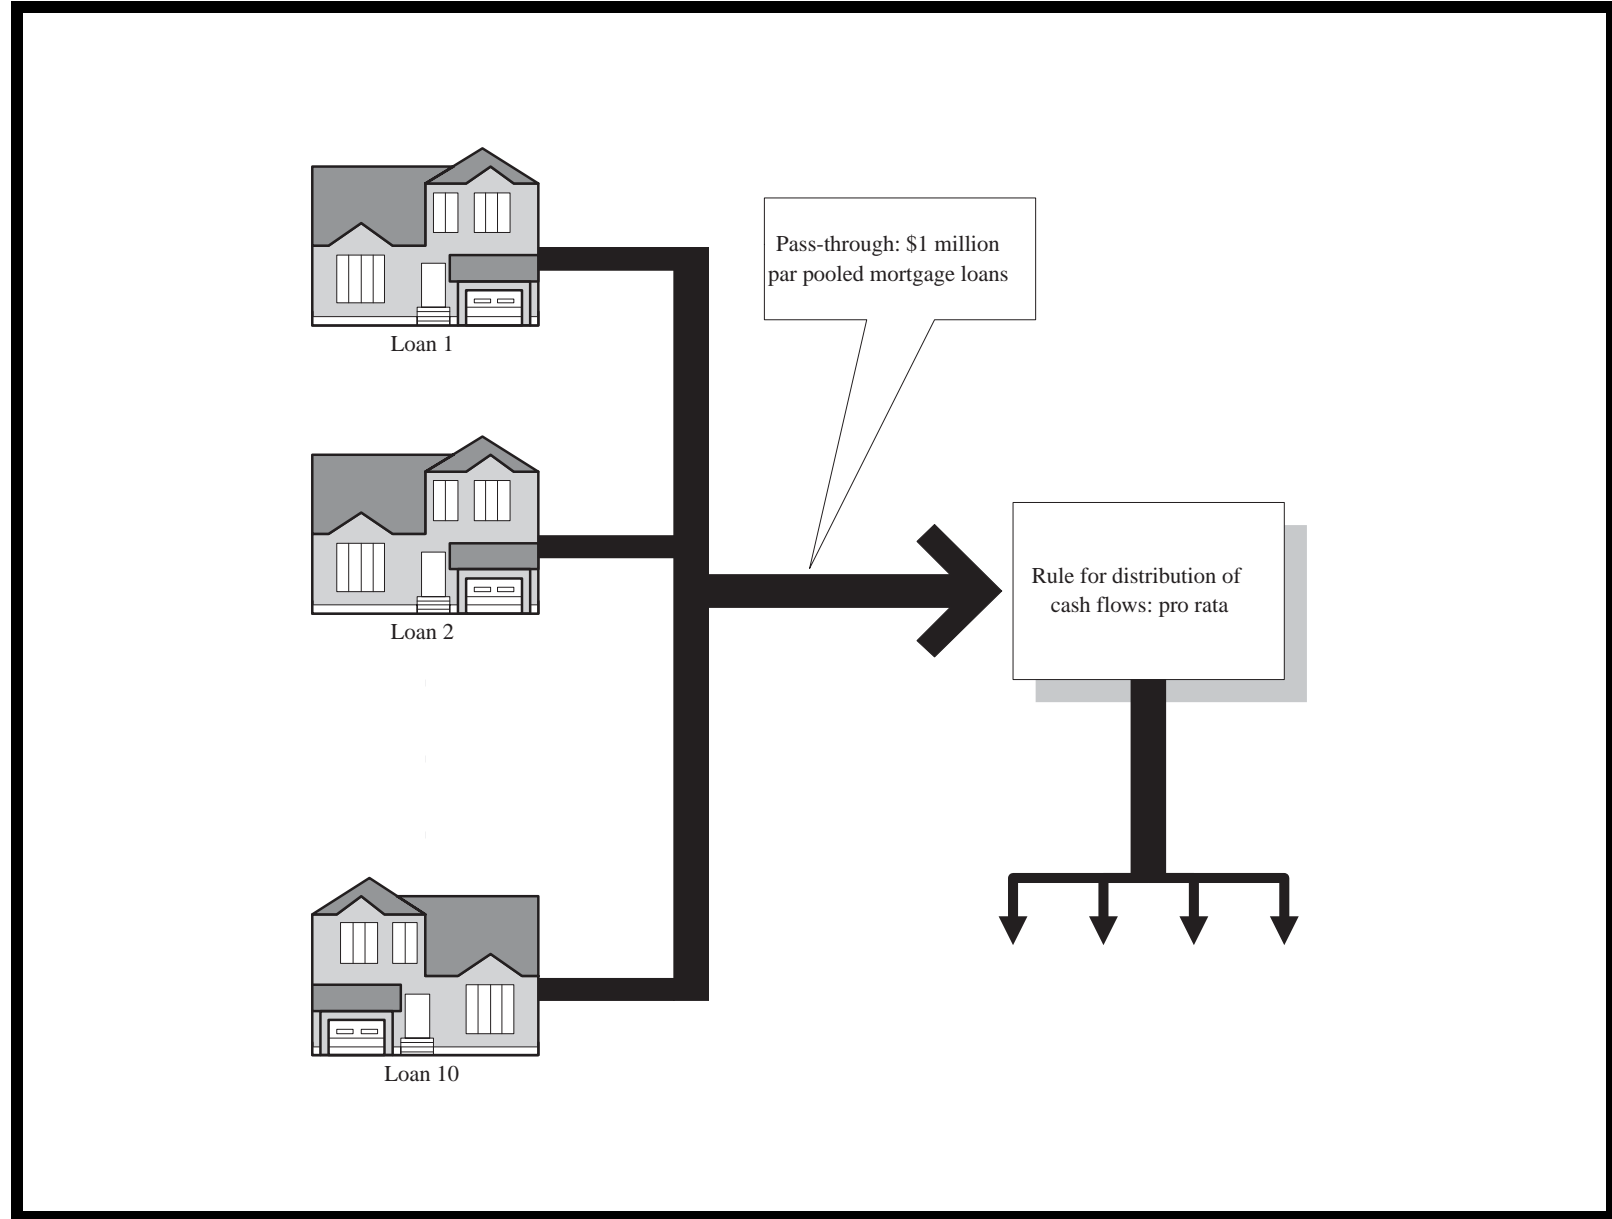 Pass-through: $1 million
par pooled mortgage loans
Loan 1
Loan 2
Rule for distribution of
cash flows: pro rata
Loan 10